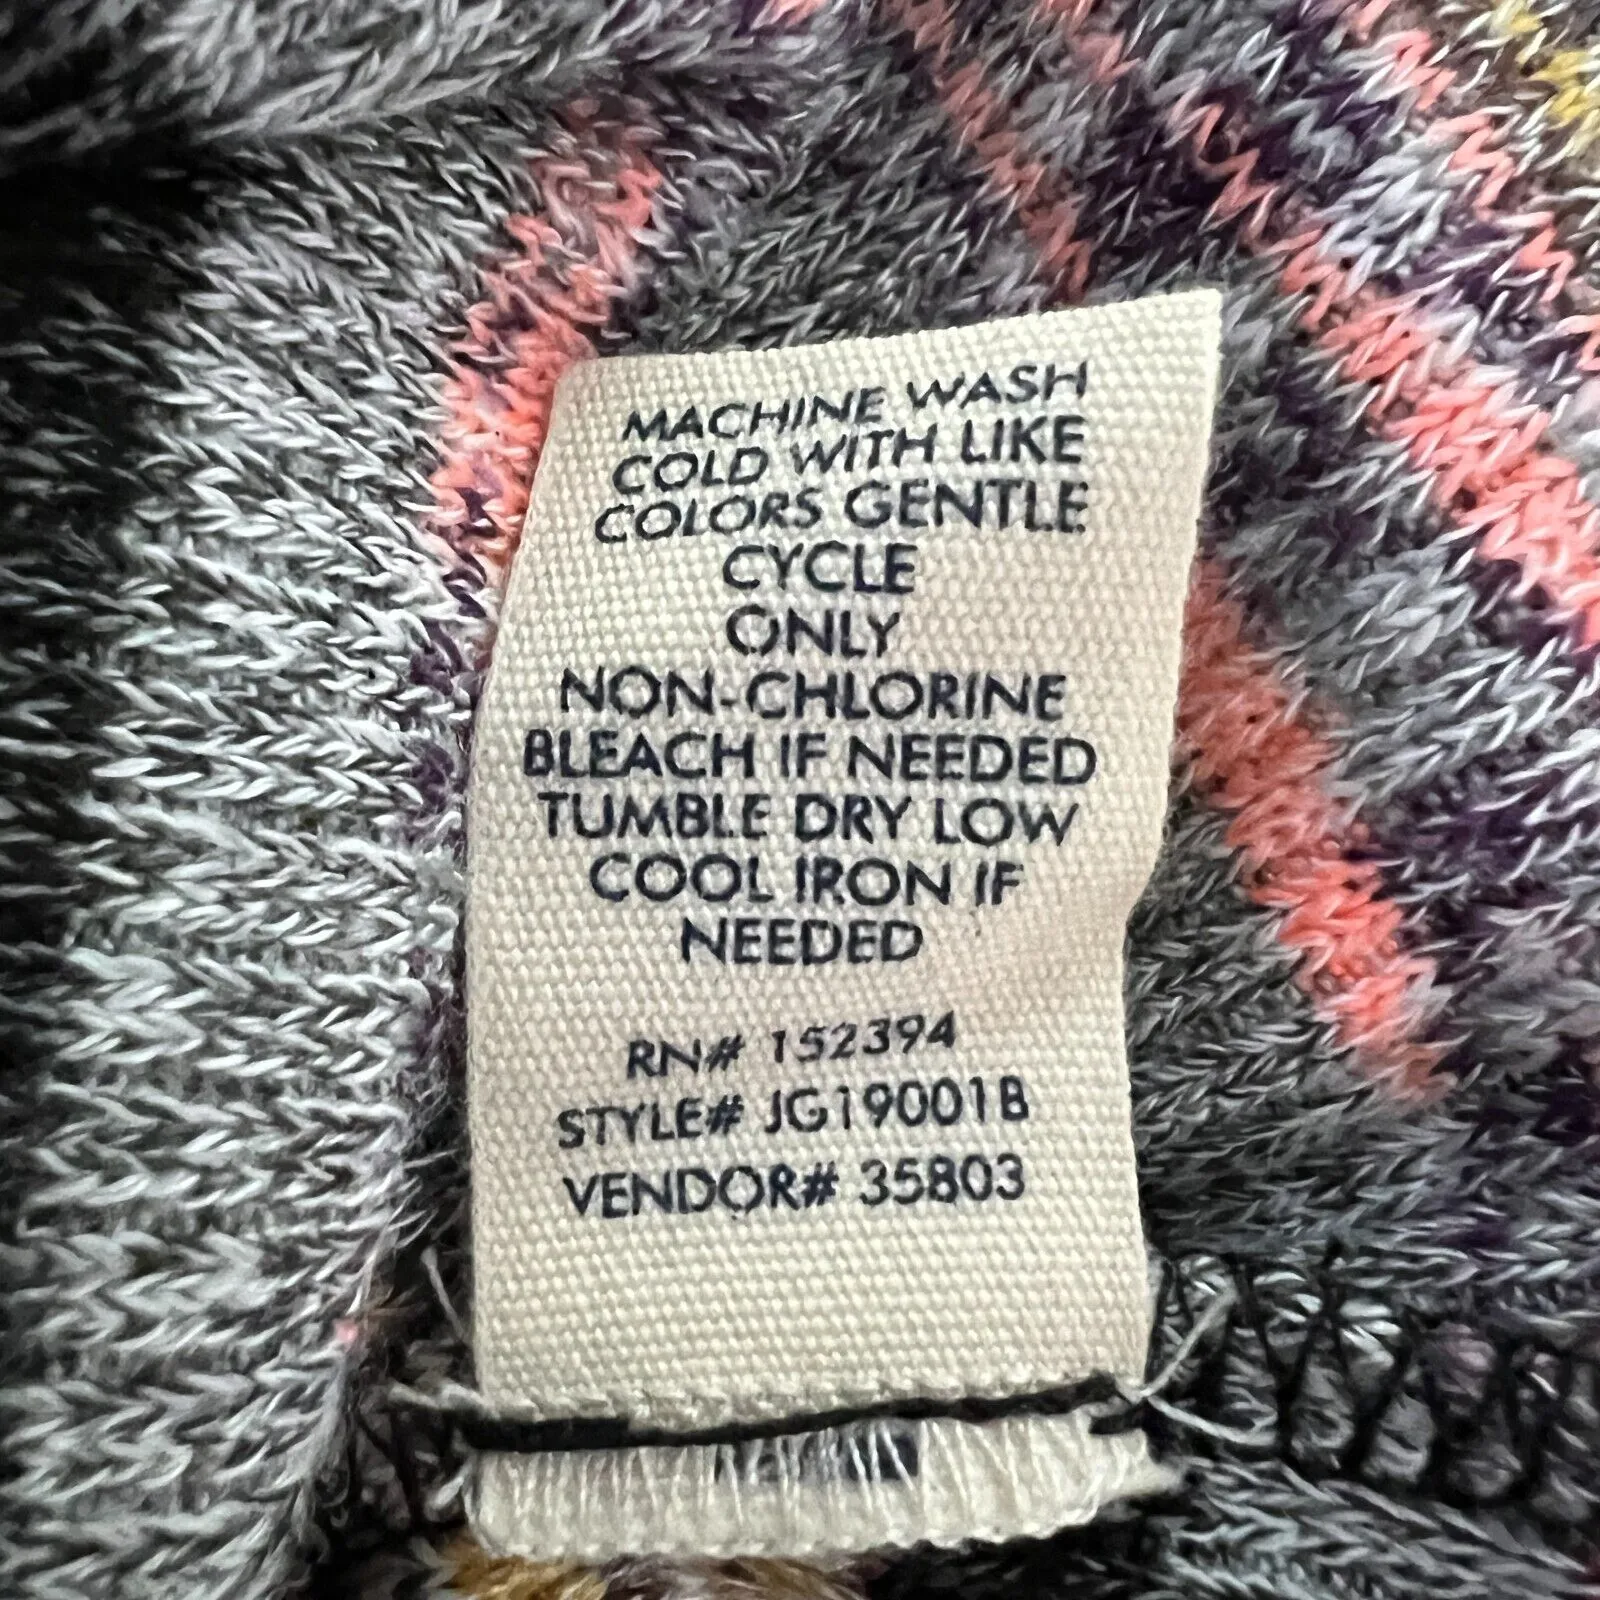 MACHINE WASH
COLD WITH LIKE
COLORS GENTLE
CYCLE
ONLY
NON-CHLORINE
BLEACH IF NEEDED
TUMBLE DRY LOW
COOL IRON IF
NEEDED
RN# 152394
STYLE# JG19001B
VENDOR# 35803